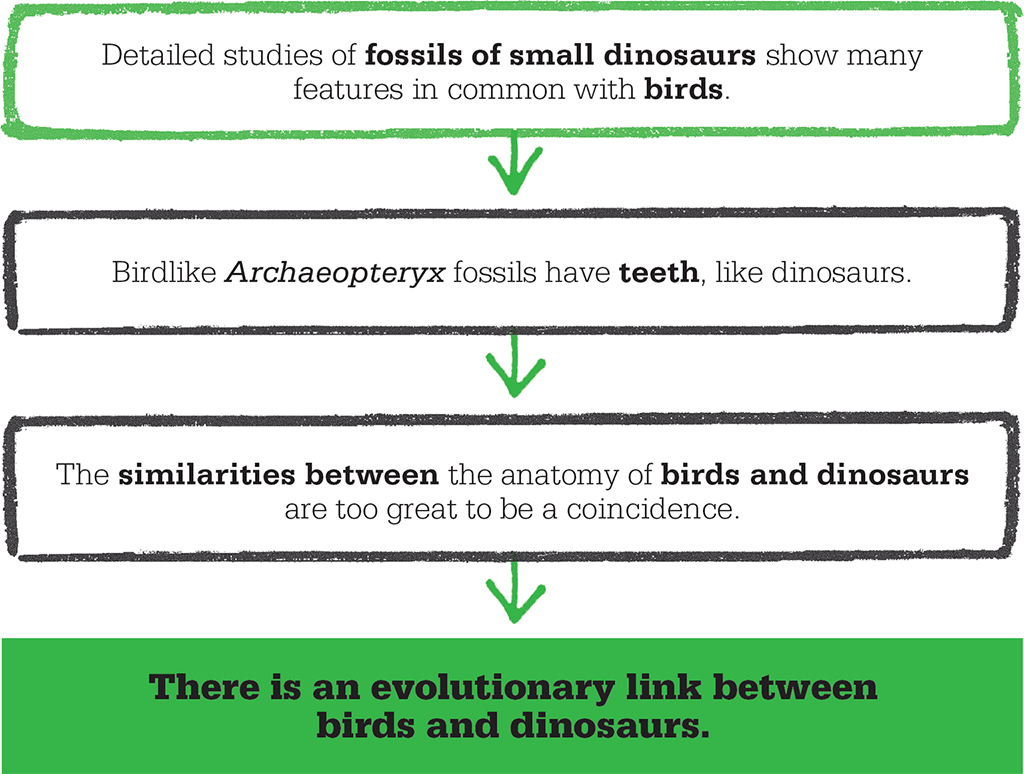 Detailed studies of fossils of small dinosaurs show many
features in common with birds.
Birdlike Archaeopteryx fossils have teeth, like dinosaurs.
The similarities between the anatomy of birds and dinosaurs
are too great to be a coincidence.
There is an evolutionary link between
birds and dinosaurs.